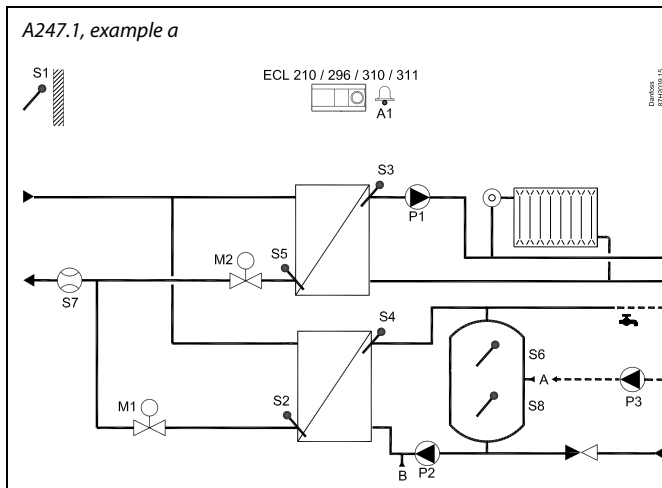 A247.1, example a
S1
ECL 210 / 296 / 310 / 311
A1
Danfoss
S3
P1
M2
S5
S7
S4
S6
A
P3
S8
M1
S2
P2
B